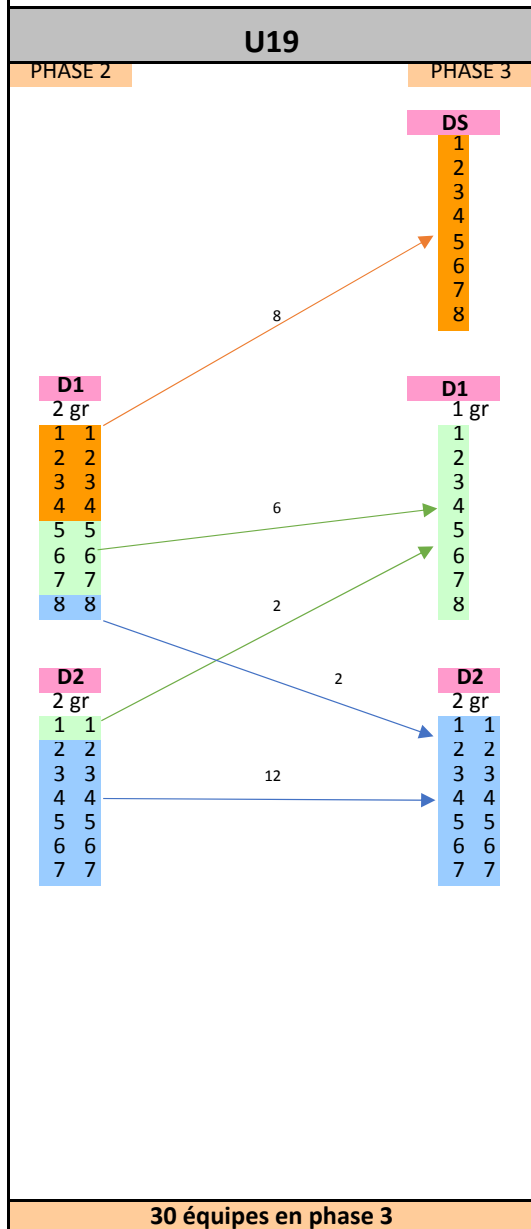 U19
PHASE 2 PHASE 3
DS
1
2
3
4
5
6
7
8
8
D1 D1
2 gr 1 gr
1 1 1
2 2 2
3 3 3
4 4 6 4
5 5 5
6 6 6
7 7 2 7
8 8 8
D2 2 D2
2 gr 2 gr
1 1 1 1
2 2 2 2
3 3 12 3 3
4 4 4 4
5 5 5 5
6 6 6 6
7 7 7 7
30 équipes en phase 3